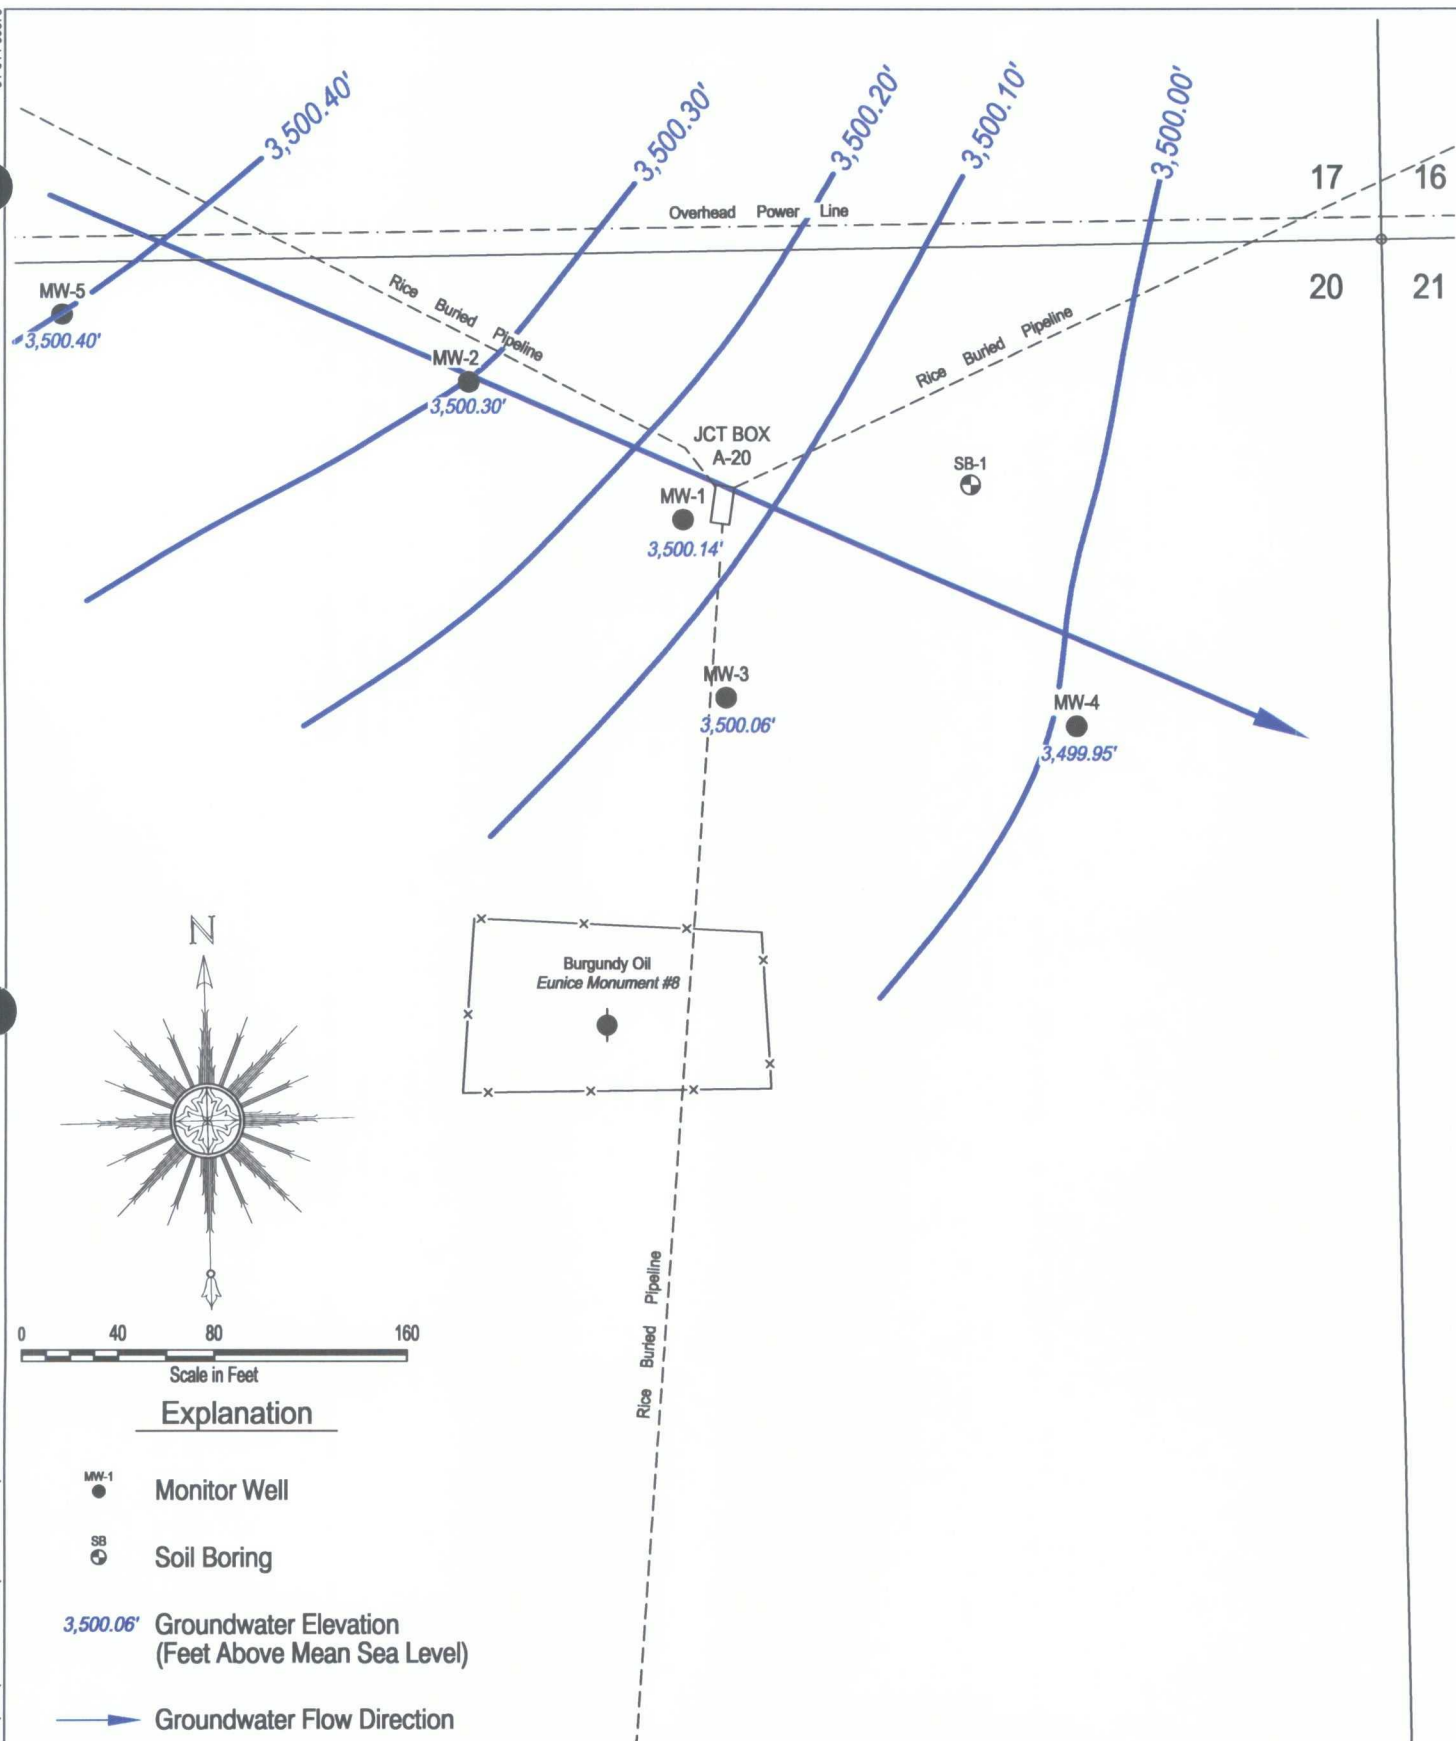 3,500.40'
3,500.30'
3,500.20'
3,500.10'
3,500.00'
17
16
Overhead Power Line
20
21
MW-5
3,500.40'
Rice Buried Pipeline
MW-2
3,500.30'
Rice Buried Pipeline
JCT BOX
A-20
SB-1
MW-1
3,500.14'
MW-3
3,500.06'
MW-4
3,499.95'
N
Burgundy Oil
Eunice Monument #8
Rice Buried Pipeline
0 40 80 160
Scale in Feet
Explanation
MW-1
Monitor Well
SB
Soil Boring
3,500.06' Groundwater Elevation
(Feet Above Mean Sea Level)
Groundwater Flow Direction